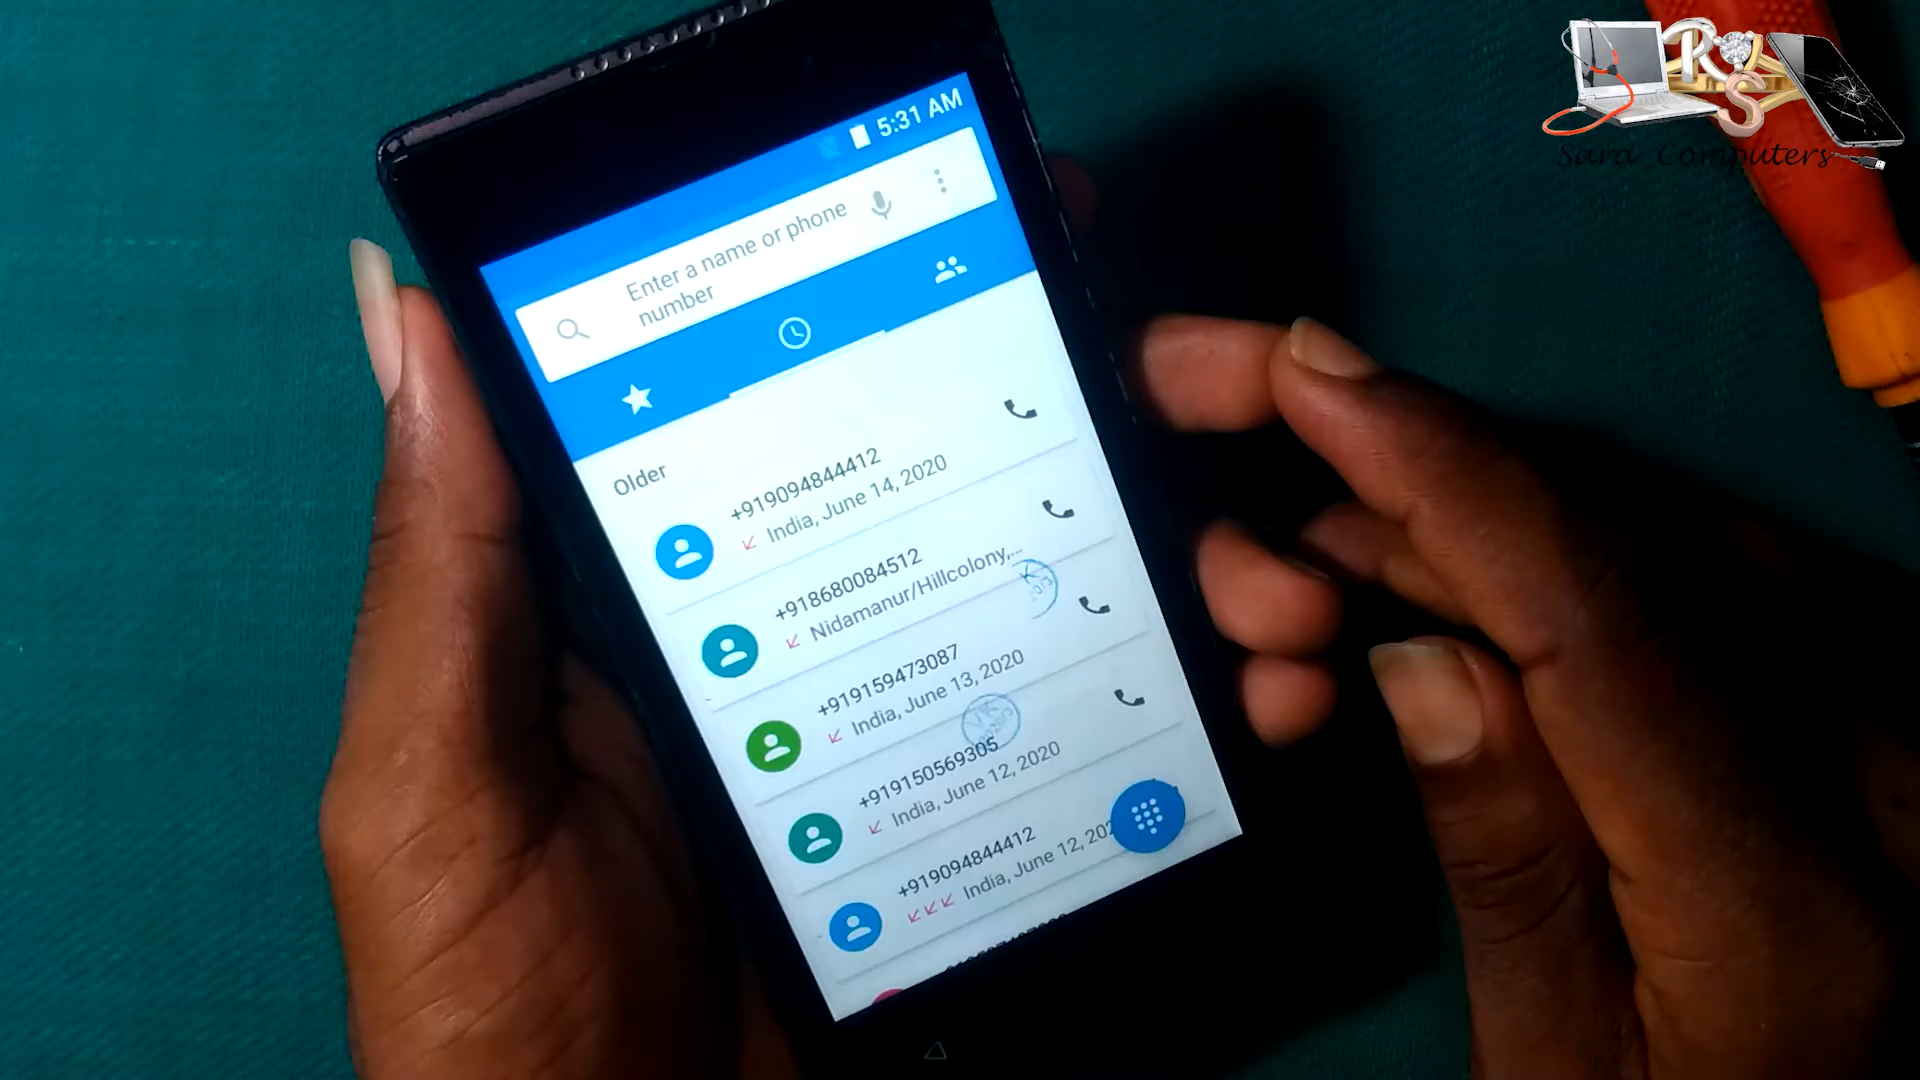 5:31 AM
Enter a name or phone
number
Older
+919094844412
India, June 14, 2020
+918680084512
Nidamanur/Hillcolony,...
+919159473087
India, June 13, 2020
+919150569305
India, June 12, 2020
+919094844412
India, June 12, 202
VK
R S
Sara Computers